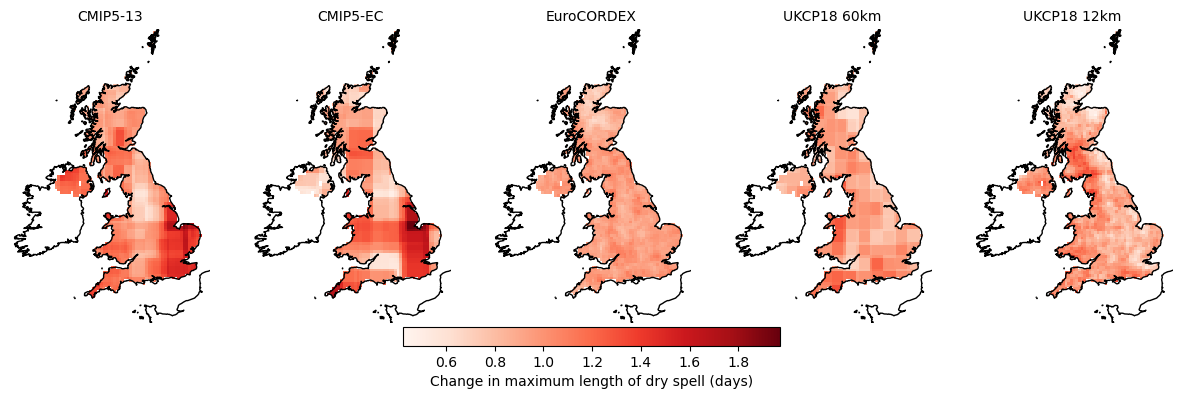 CMIP5-13 CMIP5-EC EuroCORDEX UKCP18 60km UKCP18 12km
0.6 0.8 1.0 1.2 1.4 1.6 1.8
Change in maximum length of dry spell (days)